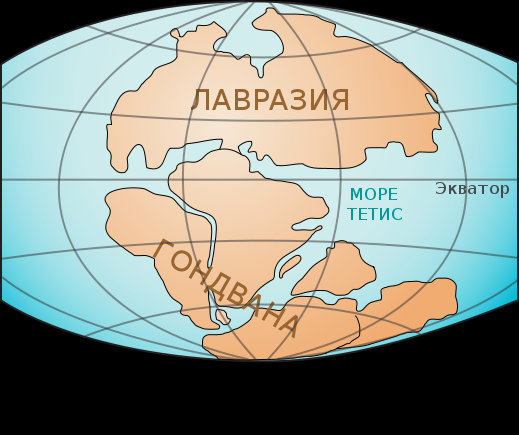 ЛАВРАЗИЯ
Экватор
МОРЕ
ТЕТИС
ГОНДВАНА